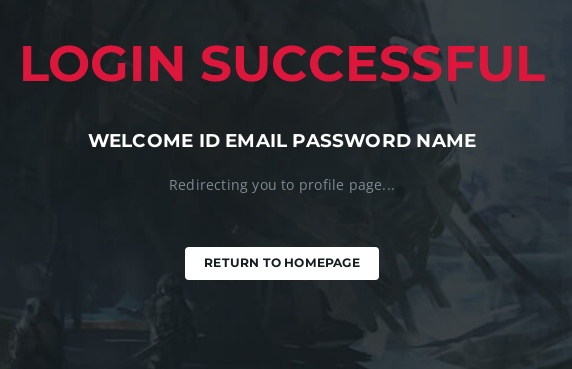 LOGIN SUCCESSFUL
WELCOME ID EMAIL PASSWORD NAME
Redirecting you to profile page...
RETURN TO HOMEPAGE